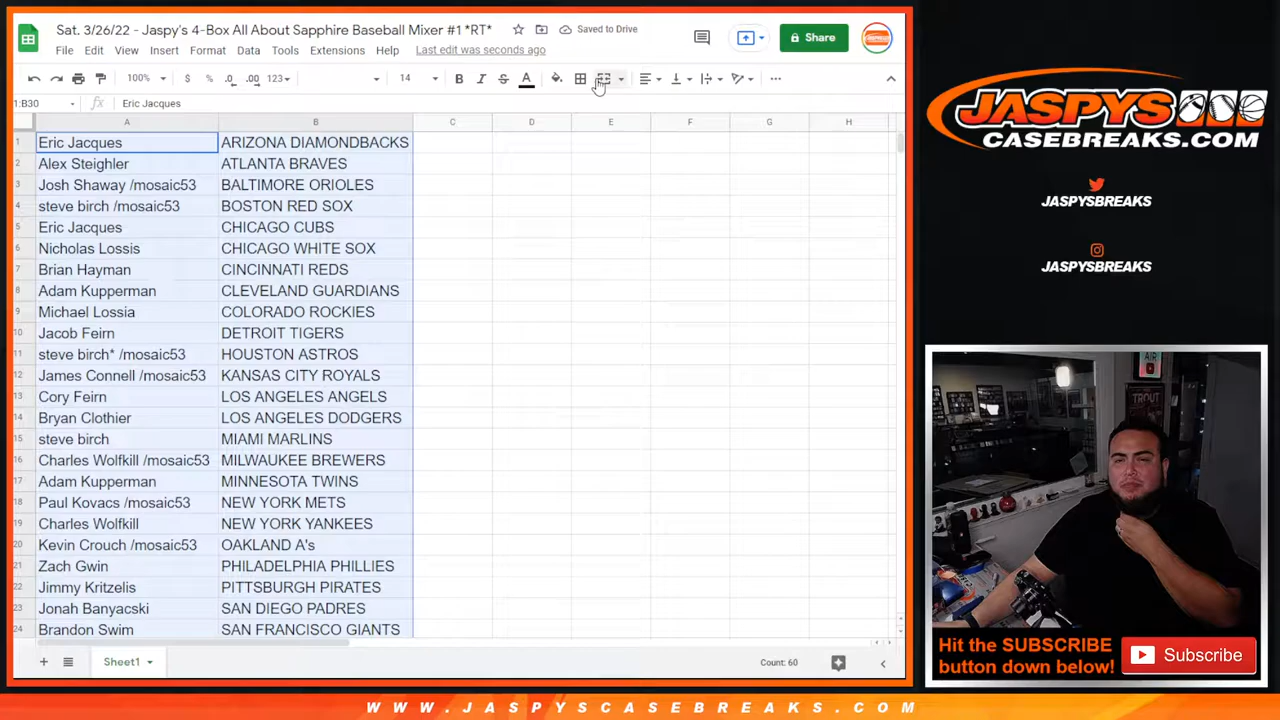 Sat. 3/26/22 - Jaspy's 4-Box All About Sapphire Baseball Mixer #1 *RT*
Saved to Drive
File Edit View Insert Format Data Tools Extensions Help Last edit was seconds ago
Share
100% $ % .0 .00 123 14 B I S A
1:B30 fx Eric Jacques
A B C D E F G H
1 Eric Jacques ARIZONA DIAMONDBACKS
2 Alex Steighler ATLANTA BRAVES
3 Josh Shaway /mosaic53 BALTIMORE ORIOLES
4 steve birch /mosaic53 BOSTON RED SOX
5 Eric Jacques CHICAGO CUBS
6 Nicholas Lossis CHICAGO WHITE SOX
7 Brian Hayman CINCINNATI REDS
8 Adam Kupperman CLEVELAND GUARDIANS
9 Michael Lossia COLORADO ROCKIES
10 Jacob Feirn DETROIT TIGERS
11 steve birch* /mosaic53 HOUSTON ASTROS
12 James Connell /mosaic53 KANSAS CITY ROYALS
13 Cory Feirn LOS ANGELES ANGELS
14 Bryan Clothier LOS ANGELES DODGERS
15 steve birch MIAMI MARLINS
16 Charles Wolfkill /mosaic53 MILWAUKEE BREWERS
17 Adam Kupperman MINNESOTA TWINS
18 Paul Kovacs /mosaic53 NEW YORK METS
19 Charles Wolfkill NEW YORK YANKEES
20 Kevin Crouch /mosaic53 OAKLAND A's
21 Zach Gwin PHILADELPHIA PHILLIES
22 Jimmy Kritzelis PITTSBURGH PIRATES
23 Jonah Banyacski SAN DIEGO PADRES
24 Brandon Swim SAN FRANCISCO GIANTS
Sheet1 Count: 60
JASPYS
CASEBREAKS.COM
JASPYSBREAKS
JASPYSBREAKS
AIR
TROUT
Hit the SUBSCRIBE
button down below!
Subscribe
WWW.JASPYSCASEBREAKS.COM